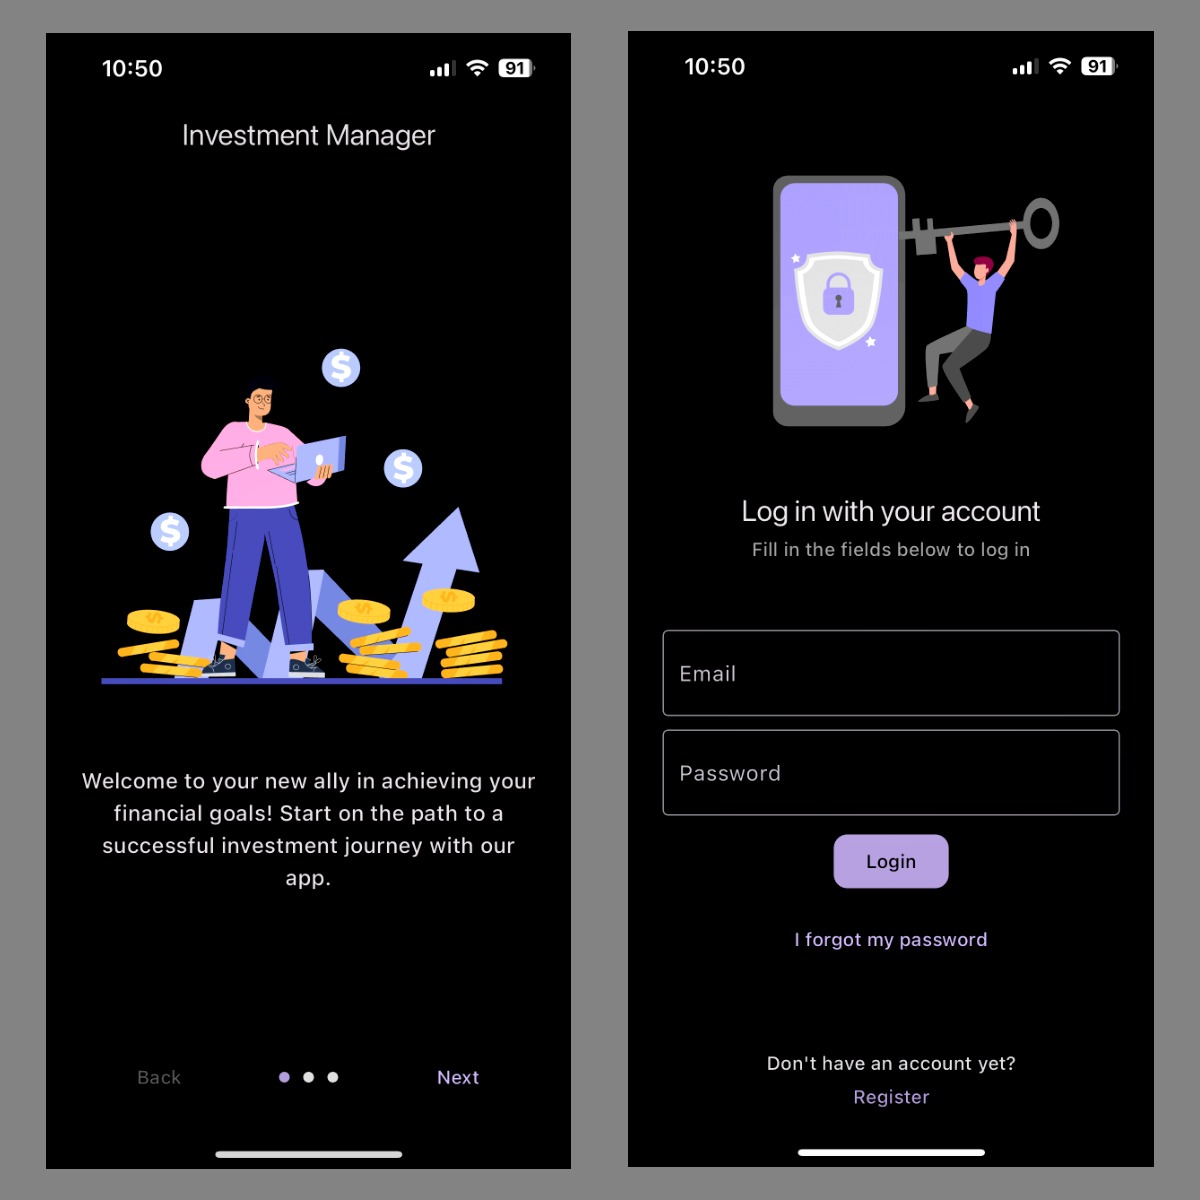 10:50
91
Investment Manager
$
$
$
$
$
$
Welcome to your new ally in achieving your
financial goals! Start on the path to a
successful investment journey with our
app.
Back
Next
10:50
91
Log in with your account
Fill in the fields below to log in
Email
Password
Login
I forgot my password
Don't have an account yet?
Register